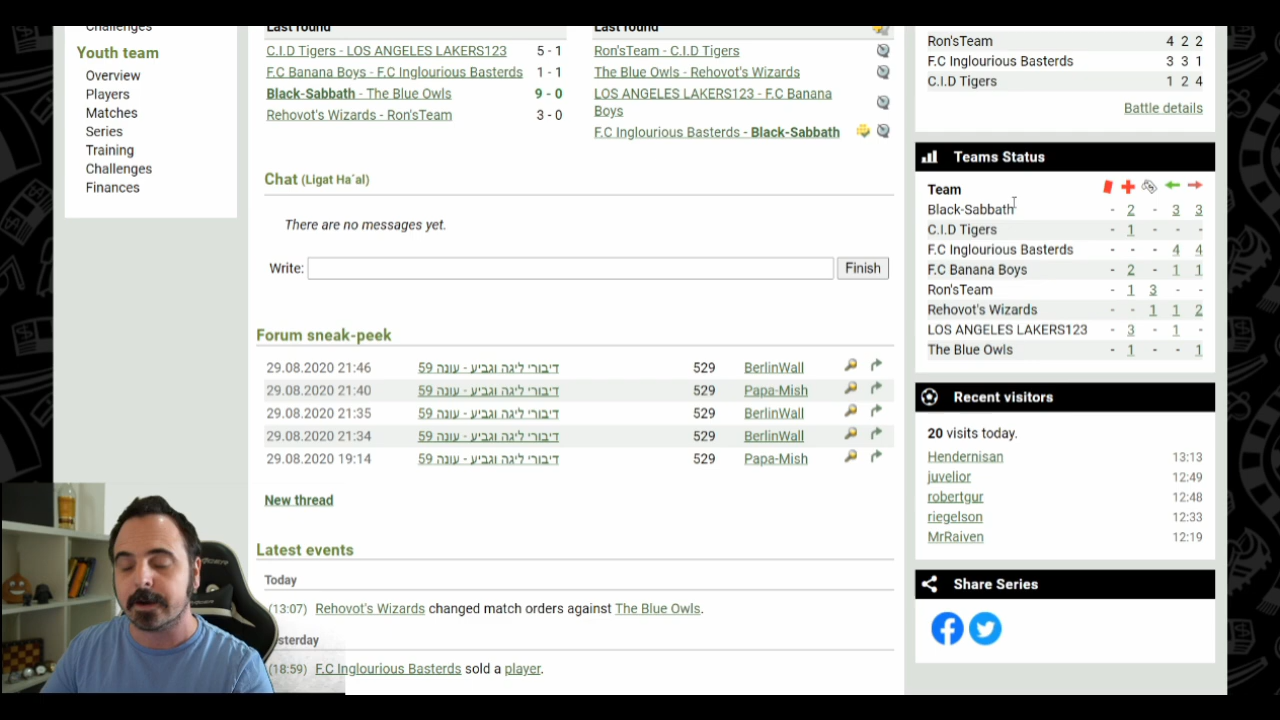 Challenges
Youth team
Overview
Players
Matches
Series
Training
Challenges
Finances
Last round
C.I.D Tigers - LOS ANGELES LAKERS123 5 - 1
F.C Banana Boys - F.C Inglourious Basterds 1 - 1
Black-Sabbath - The Blue Owls 9 - 0
Rehovot's Wizards - Ron'sTeam 3 - 0
Last round
Ron'sTeam - C.I.D Tigers
The Blue Owls - Rehovot's Wizards
LOS ANGELES LAKERS123 - F.C Banana
Boys
F.C Inglourious Basterds - Black-Sabbath
Chat (Ligat Ha´al)
There are no messages yet.
Write: Finish
Forum sneak-peek
29.08.2020 21:46 דיבורי ליגה וגביע - עונה 59 529 BerlinWall
29.08.2020 21:40 דיבורי ליגה וגביע - עונה 59 529 Papa-Mish
29.08.2020 21:35 דיבורי ליגה וגביע - עונה 59 529 BerlinWall
29.08.2020 21:34 דיבורי ליגה וגביע - עונה 59 529 BerlinWall
29.08.2020 19:14 דיבורי ליגה וגביע - עונה 59 529 Papa-Mish
New thread
Latest events
Today
(13:07) Rehovot's Wizards changed match orders against The Blue Owls.
sterday
(18:59) F.C Inglourious Basterds sold a player.
Ron'sTeam 4 2 2
F.C Inglourious Basterds 3 3 1
C.I.D Tigers 1 2 4
Battle details
Teams Status
Team
Black-Sabbath - 2 - 3 3
C.I.D Tigers - 1 - - -
F.C Inglourious Basterds - - - 4 4
F.C Banana Boys - 2 - 1 1
Ron'sTeam - 1 3 - -
Rehovot's Wizards - - 1 1 2
LOS ANGELES LAKERS123 - 3 - 1 -
The Blue Owls - 1 - - 1
Recent visitors
20 visits today.
Hendernisan 13:13
juvelior 12:49
robertgur 12:48
riegelson 12:33
MrRaiven 12:19
Share Series